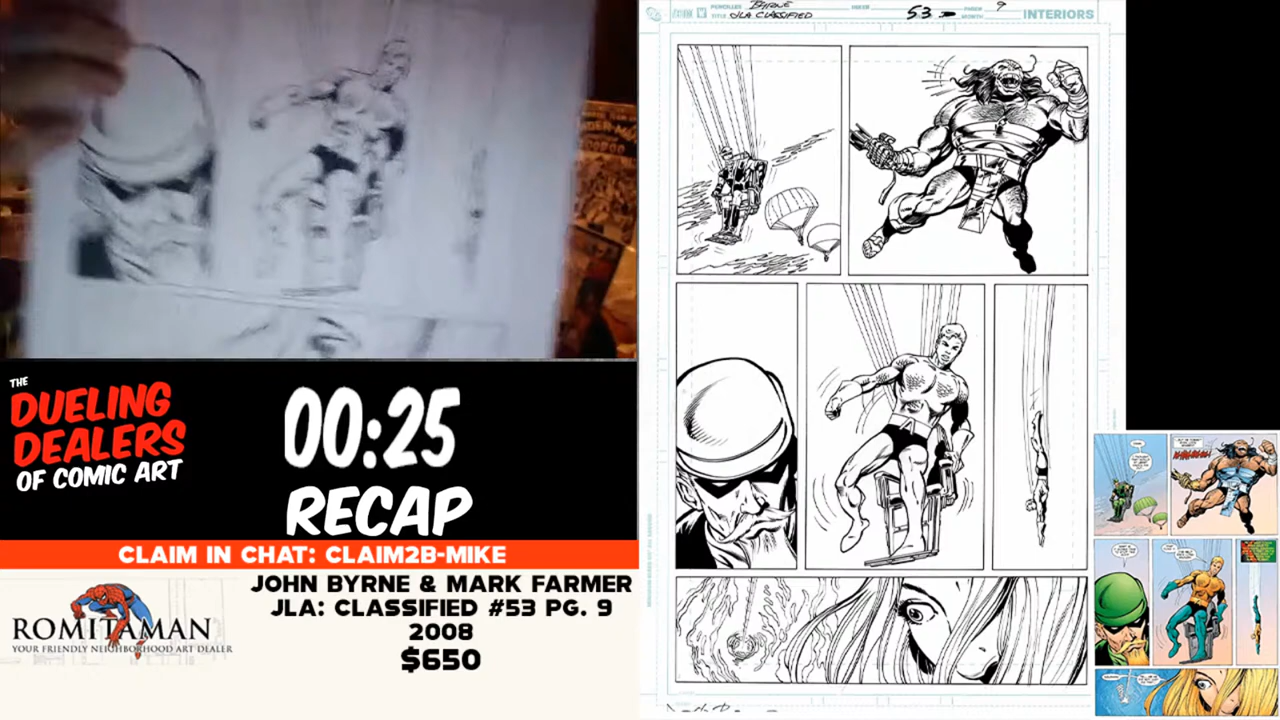 BYRNE
TITLE JLA CLASSIFIED
53
9
MONTH
INTERIORS
THE
DUELING
DEALERS
OF COMIC ART
00:25
RECAP
CLAIM IN CHAT: CLAIM2B-MIKE
ROMITAMAN
YOUR FRIENDLY NEIGHBORHOOD ART DEALER
JOHN BYRNE & MARK FARMER
JLA: CLASSIFIED #53 PG. 9
2008
$650